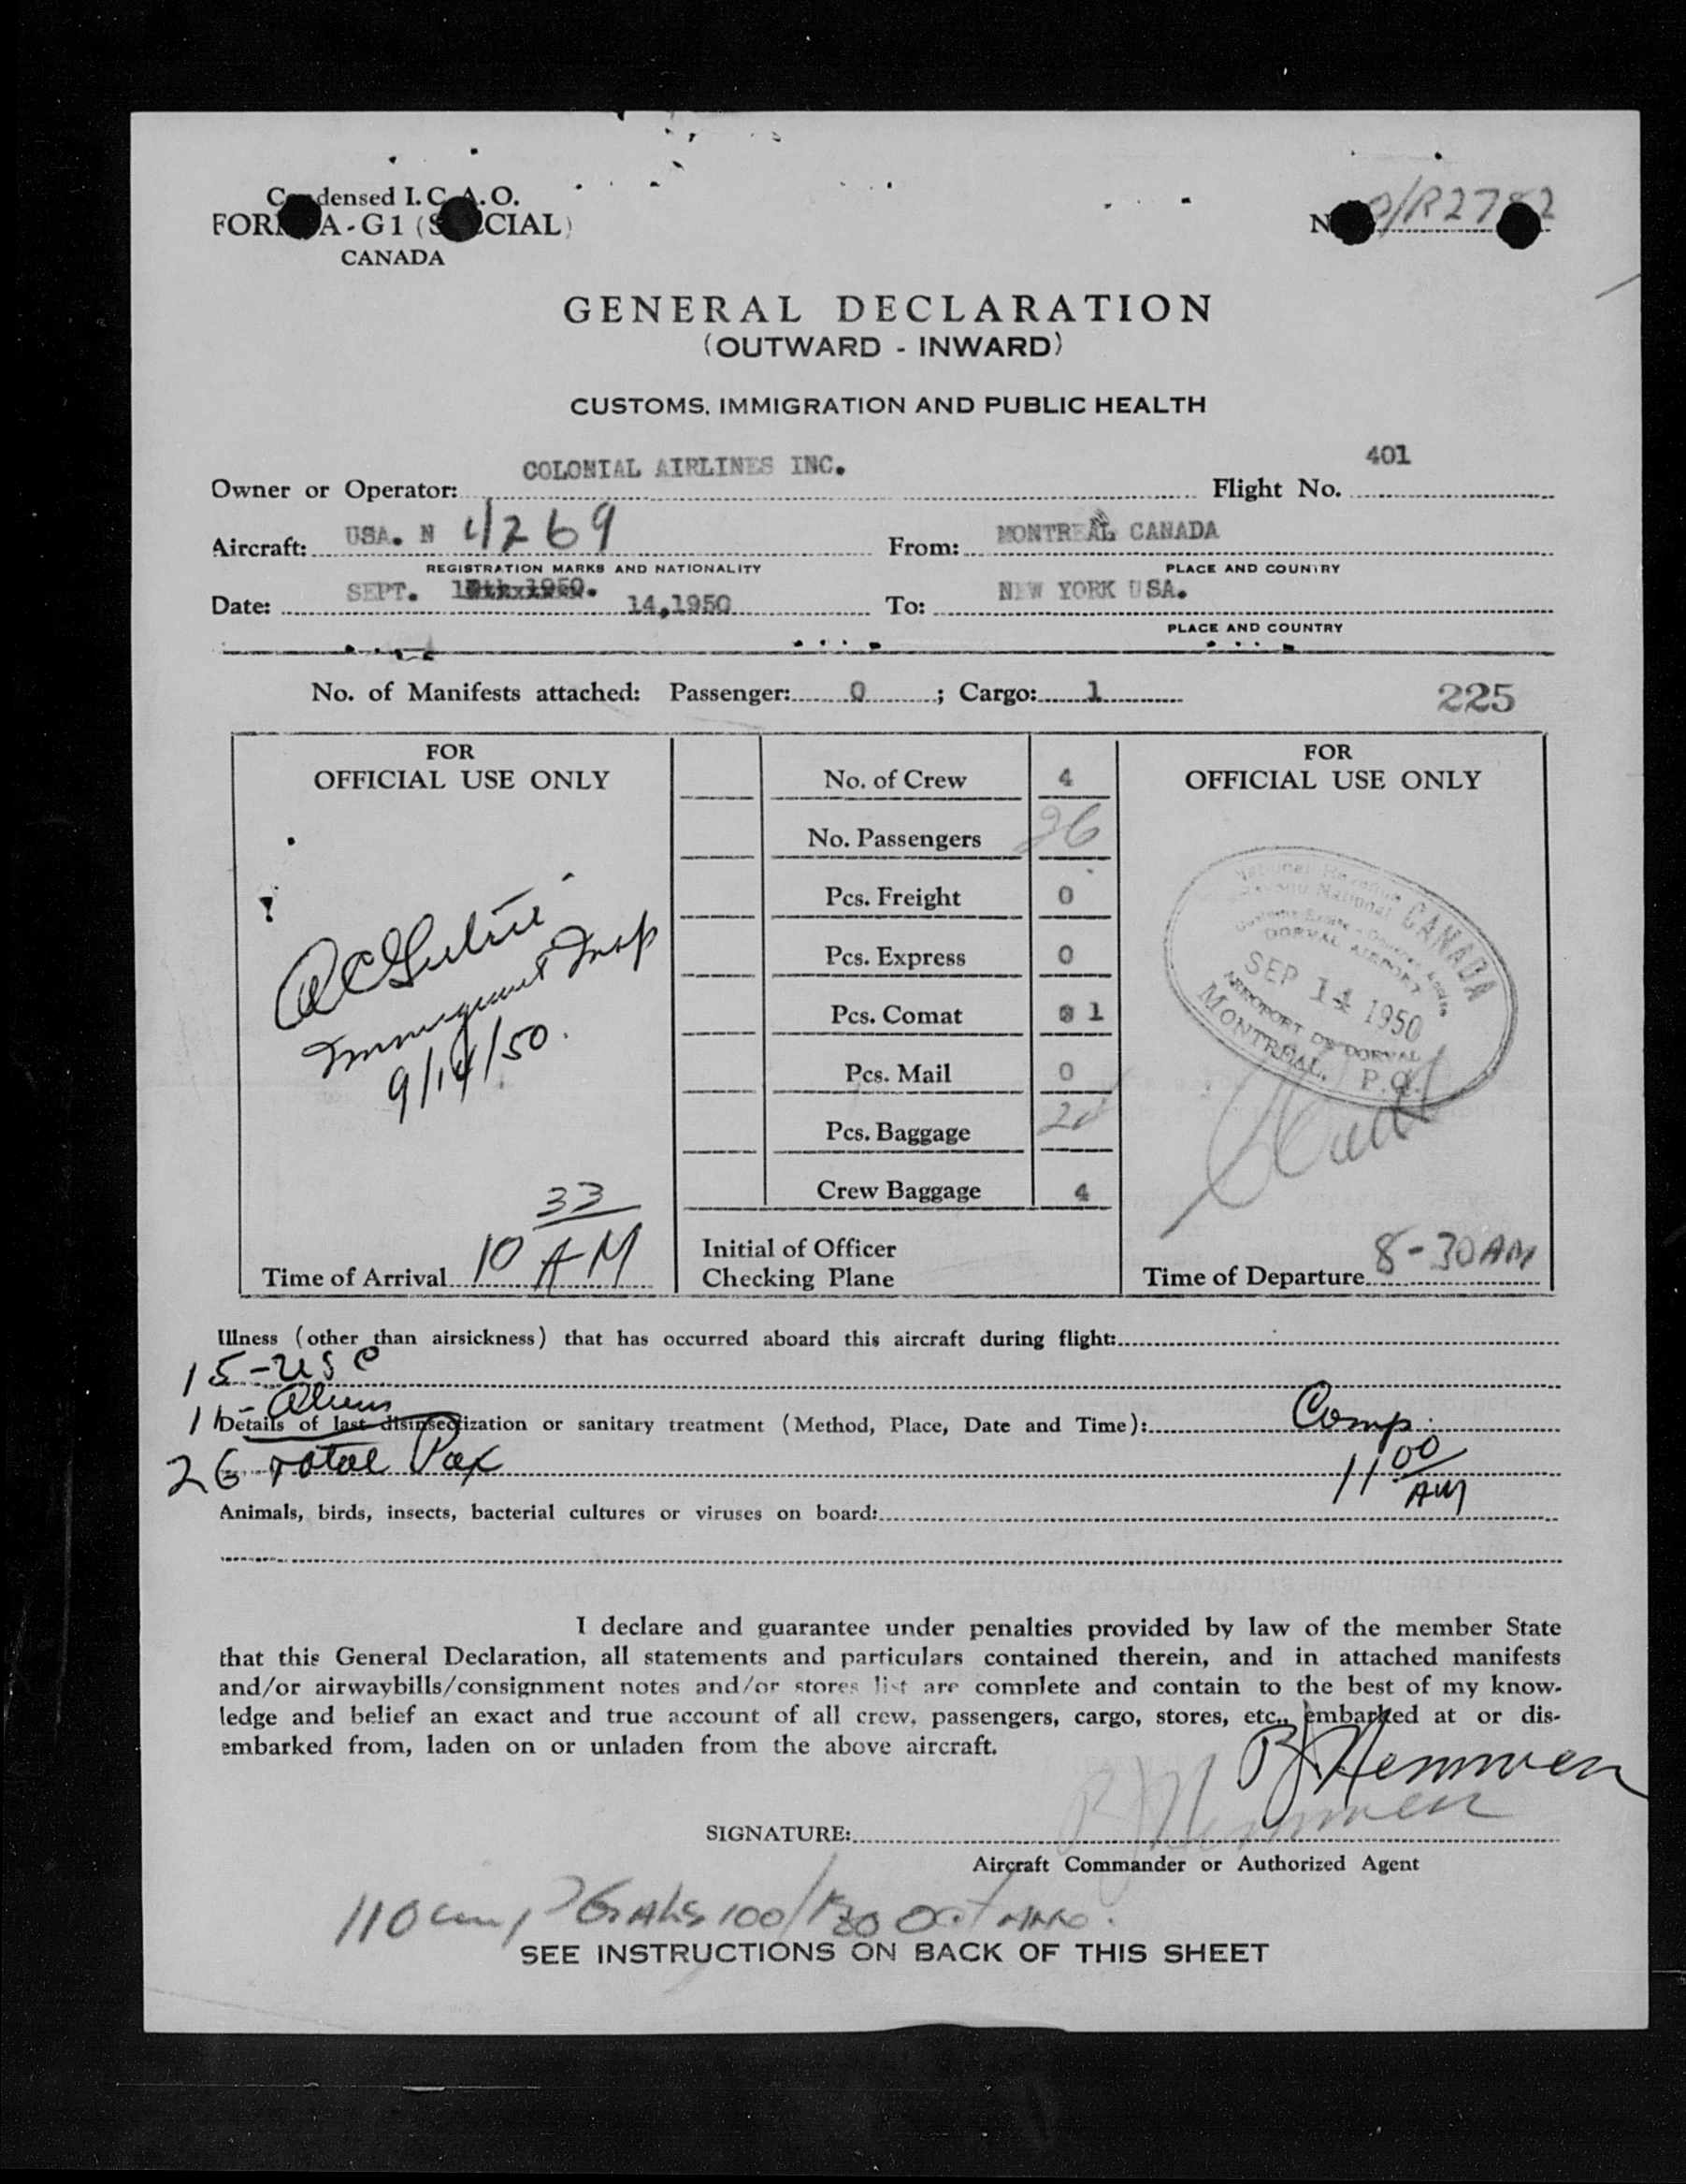 Condensed I.C.A.O.
FORM A-G1 (SPECIAL)
CANADA
GENERAL DECLARATION
(OUTWARD - INWARD)
CUSTOMS, IMMIGRATION AND PUBLIC HEALTH
Owner or Operator: COLONIAL AIRLINES INC. Flight No. 401
Aircraft: USA. N 4269 From: MONTREAL CANADA
REGISTRATION MARKS AND NATIONALITY PLACE AND COUNTRY
Date: SEPT. 14,1950 To: NEW YORK USA.
PLACE AND COUNTRY
No. of Manifests attached: Passenger: 0 ; Cargo: 1 225
FOR
OFFICIAL USE ONLY
Immigrant Insp
9/14/50.
33
Time of Arrival 10 AM
No. of Crew 4
No. Passengers 26
Pcs. Freight 0
Pcs. Express 0
Pcs. Comat 1
Pcs. Mail 0
Pcs. Baggage
Crew Baggage 4
Initial of Officer
Checking Plane
FOR
OFFICIAL USE ONLY
CANADA
DORVAL AIRPORT
SEP 14 1950
AEROPORT DE DORVAL
MONTREAL, P.Q.
Time of Departure 8-30 AM
Illness (other than airsickness) that has occurred aboard this aircraft during flight:
15-USC
11-Aliens
Details of last disinsectization or sanitary treatment (Method, Place, Date and Time): Comp.
26 Total Pax 11 00 AM
Animals, birds, insects, bacterial cultures or viruses on board:
I declare and guarantee under penalties provided by law of the member State
that this General Declaration, all statements and particulars contained therein, and in attached manifests
and/or airwaybills/consignment notes and/or stores list are complete and contain to the best of my know-
ledge and belief an exact and true account of all crew, passengers, cargo, stores, etc., embarked at or dis-
embarked from, laden on or unladen from the above aircraft.
SIGNATURE:
Aircraft Commander or Authorized Agent
SEE INSTRUCTIONS ON BACK OF THIS SHEET